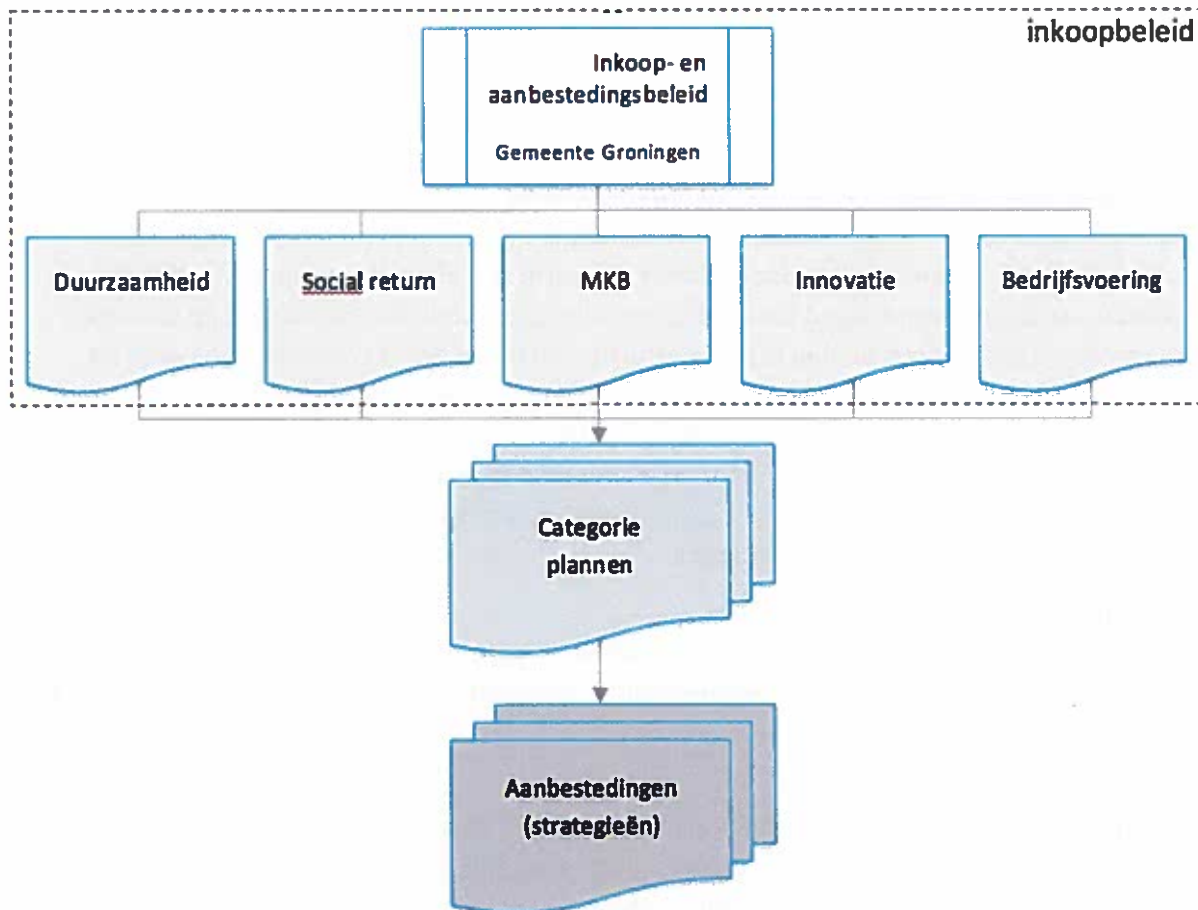 inkoopbeleid
Inkoop- en
aanbestedingsbeleid
Gemeente Groningen
Duurzaamheid
Social return
MKB
Innovatie
Bedrijfsvoering
Categorie
plannen
Aanbestedingen
(strategieën)